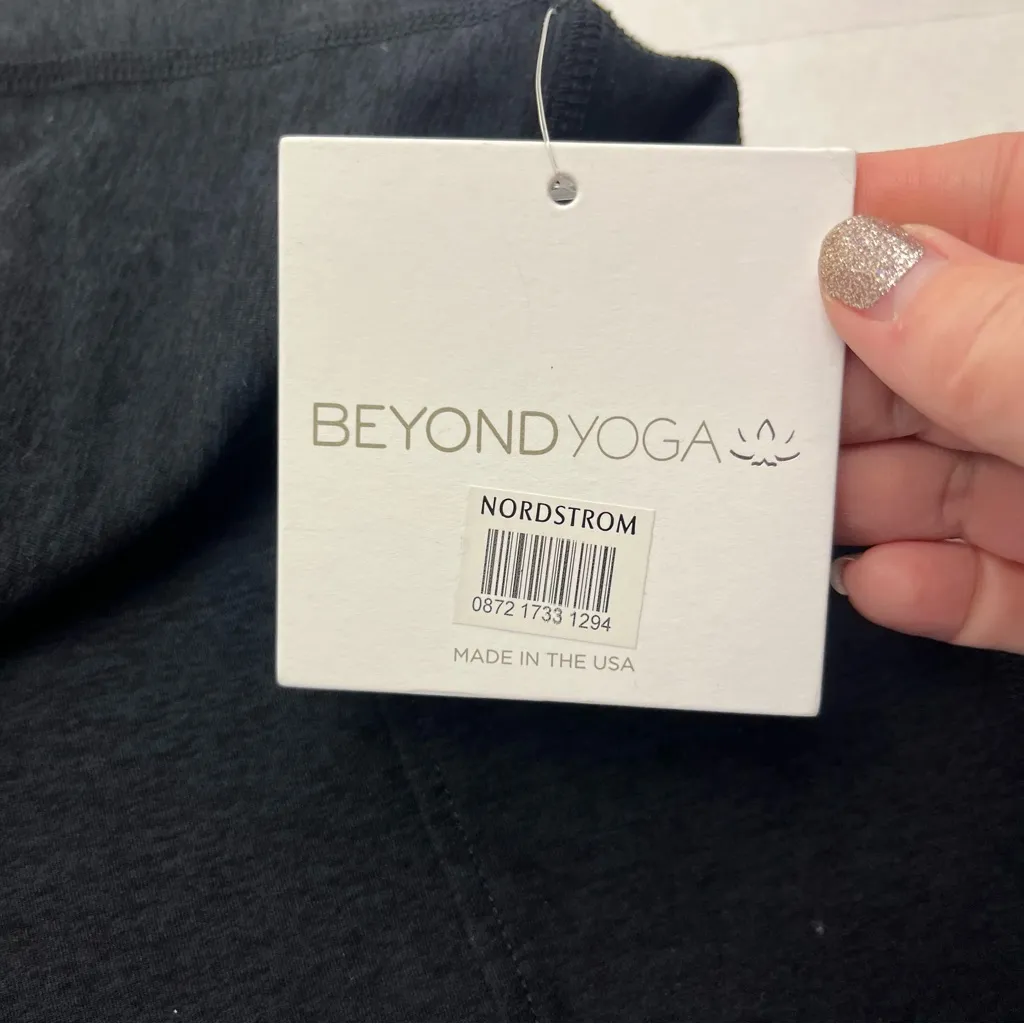 BEYOND YOGA
NORDSTROM
0872 1733 1294
MADE IN THE USA